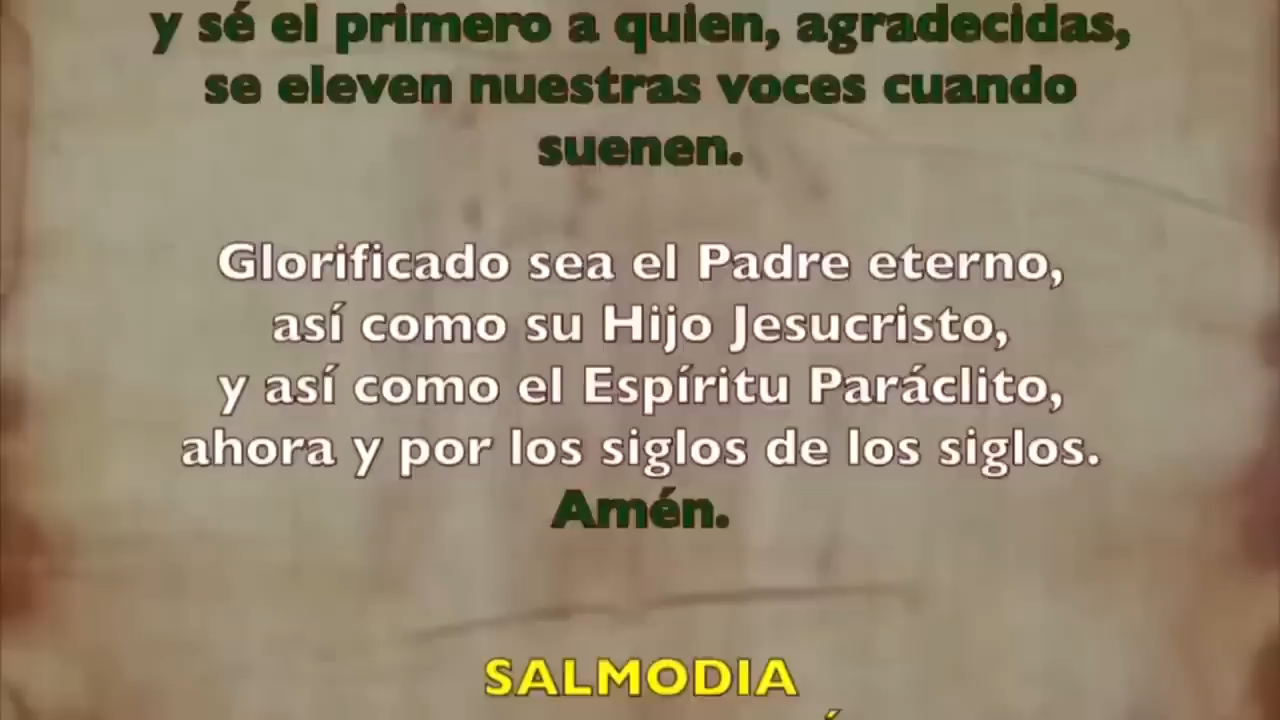 y sé el primero a quien, agradecidas,
se eleven nuestras voces cuando
suenen.
Glorificado sea el Padre eterno,
así como su Hijo Jesucristo,
y así como el Espíritu Paráclito,
ahora y por los siglos de los siglos.
Amén.
SALMODIA